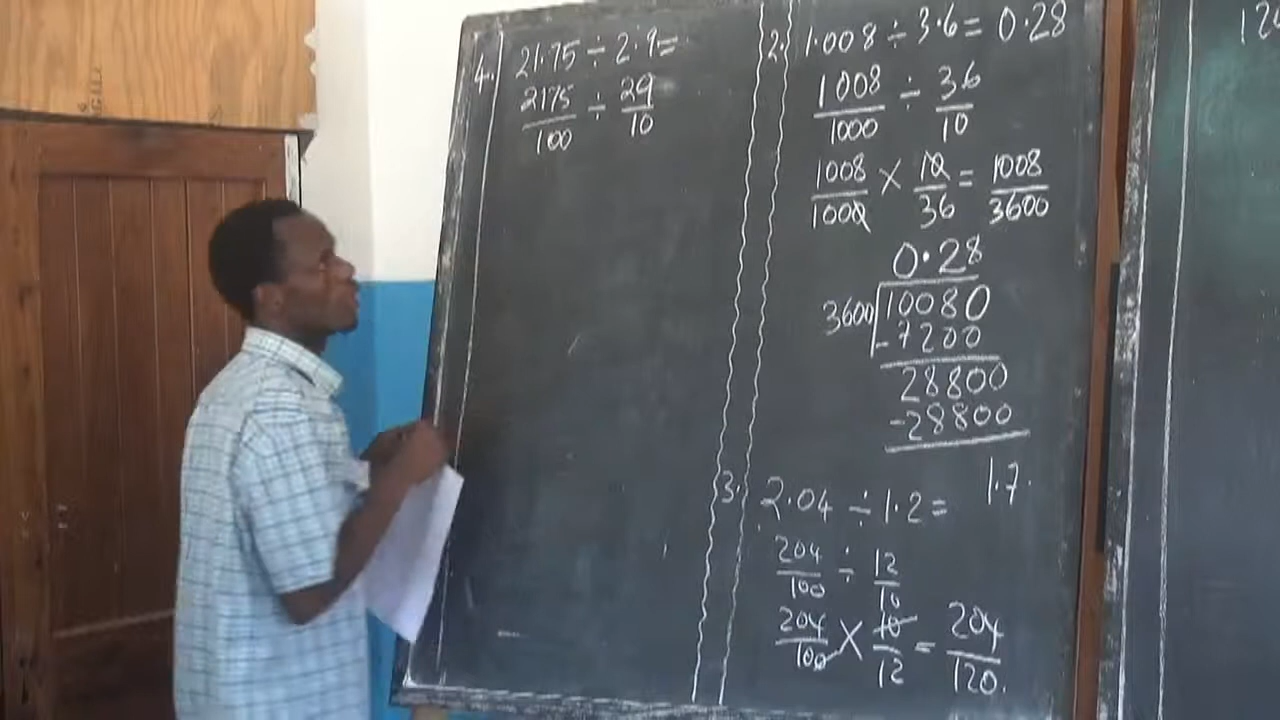 4. 21.75 ÷ 2.9=
2175/100 ÷ 29/10
2. 1.008 ÷ 3.6 = 0.28
1008/1000 ÷ 36/10
1008/1000 × 10/36 = 1008/3600
0.28
3600 10080
-7200
28800
-28800
3. 2.04 ÷ 1.2 = 1.7.
204/100 ÷ 12/10
204/100 × 10/12 = 204/120.